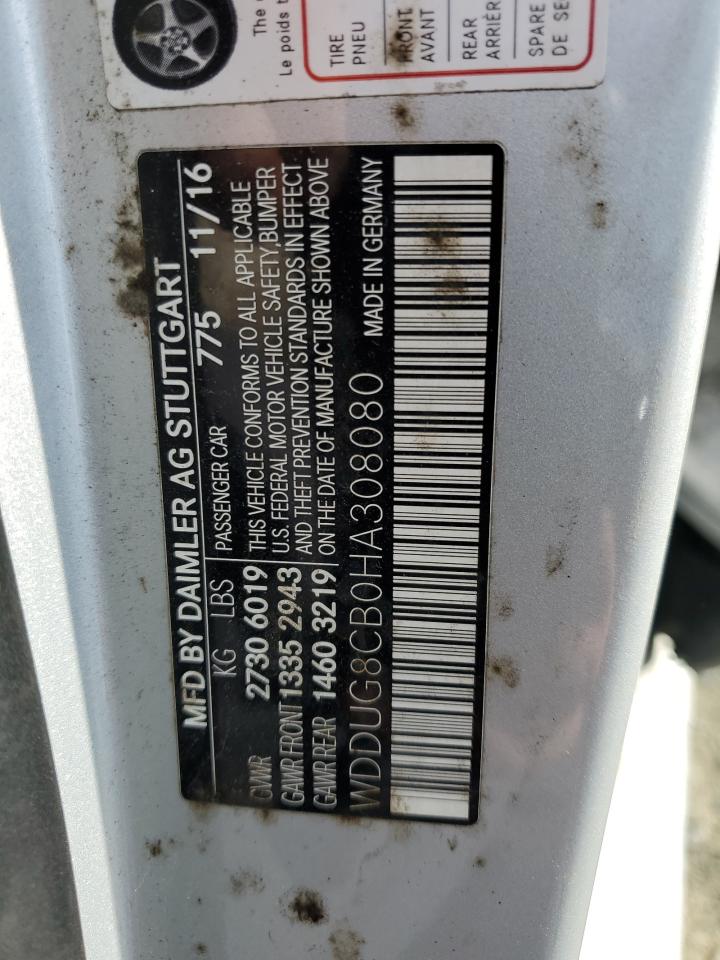 The
Le poids t
TIRE
PNEU
FRONT
AVANT
REAR
ARRIÈR
SPARE
DE SE
MFD BY DAIMLER AG STUTTGART
KG LBS PASSENGER CAR 775 11/16
GVWR 2730 6019 THIS VEHICLE CONFORMS TO ALL APPLICABLE
GAWR FRONT 1335 2943 U.S. FEDERAL MOTOR VEHICLE SAFETY, BUMPER
AND THEFT PREVENTION STANDARDS IN EFFECT
GAWR REAR 1460 3219 ON THE DATE OF MANUFACTURE SHOWN ABOVE
WDDUG8CB0HA308080 MADE IN GERMANY